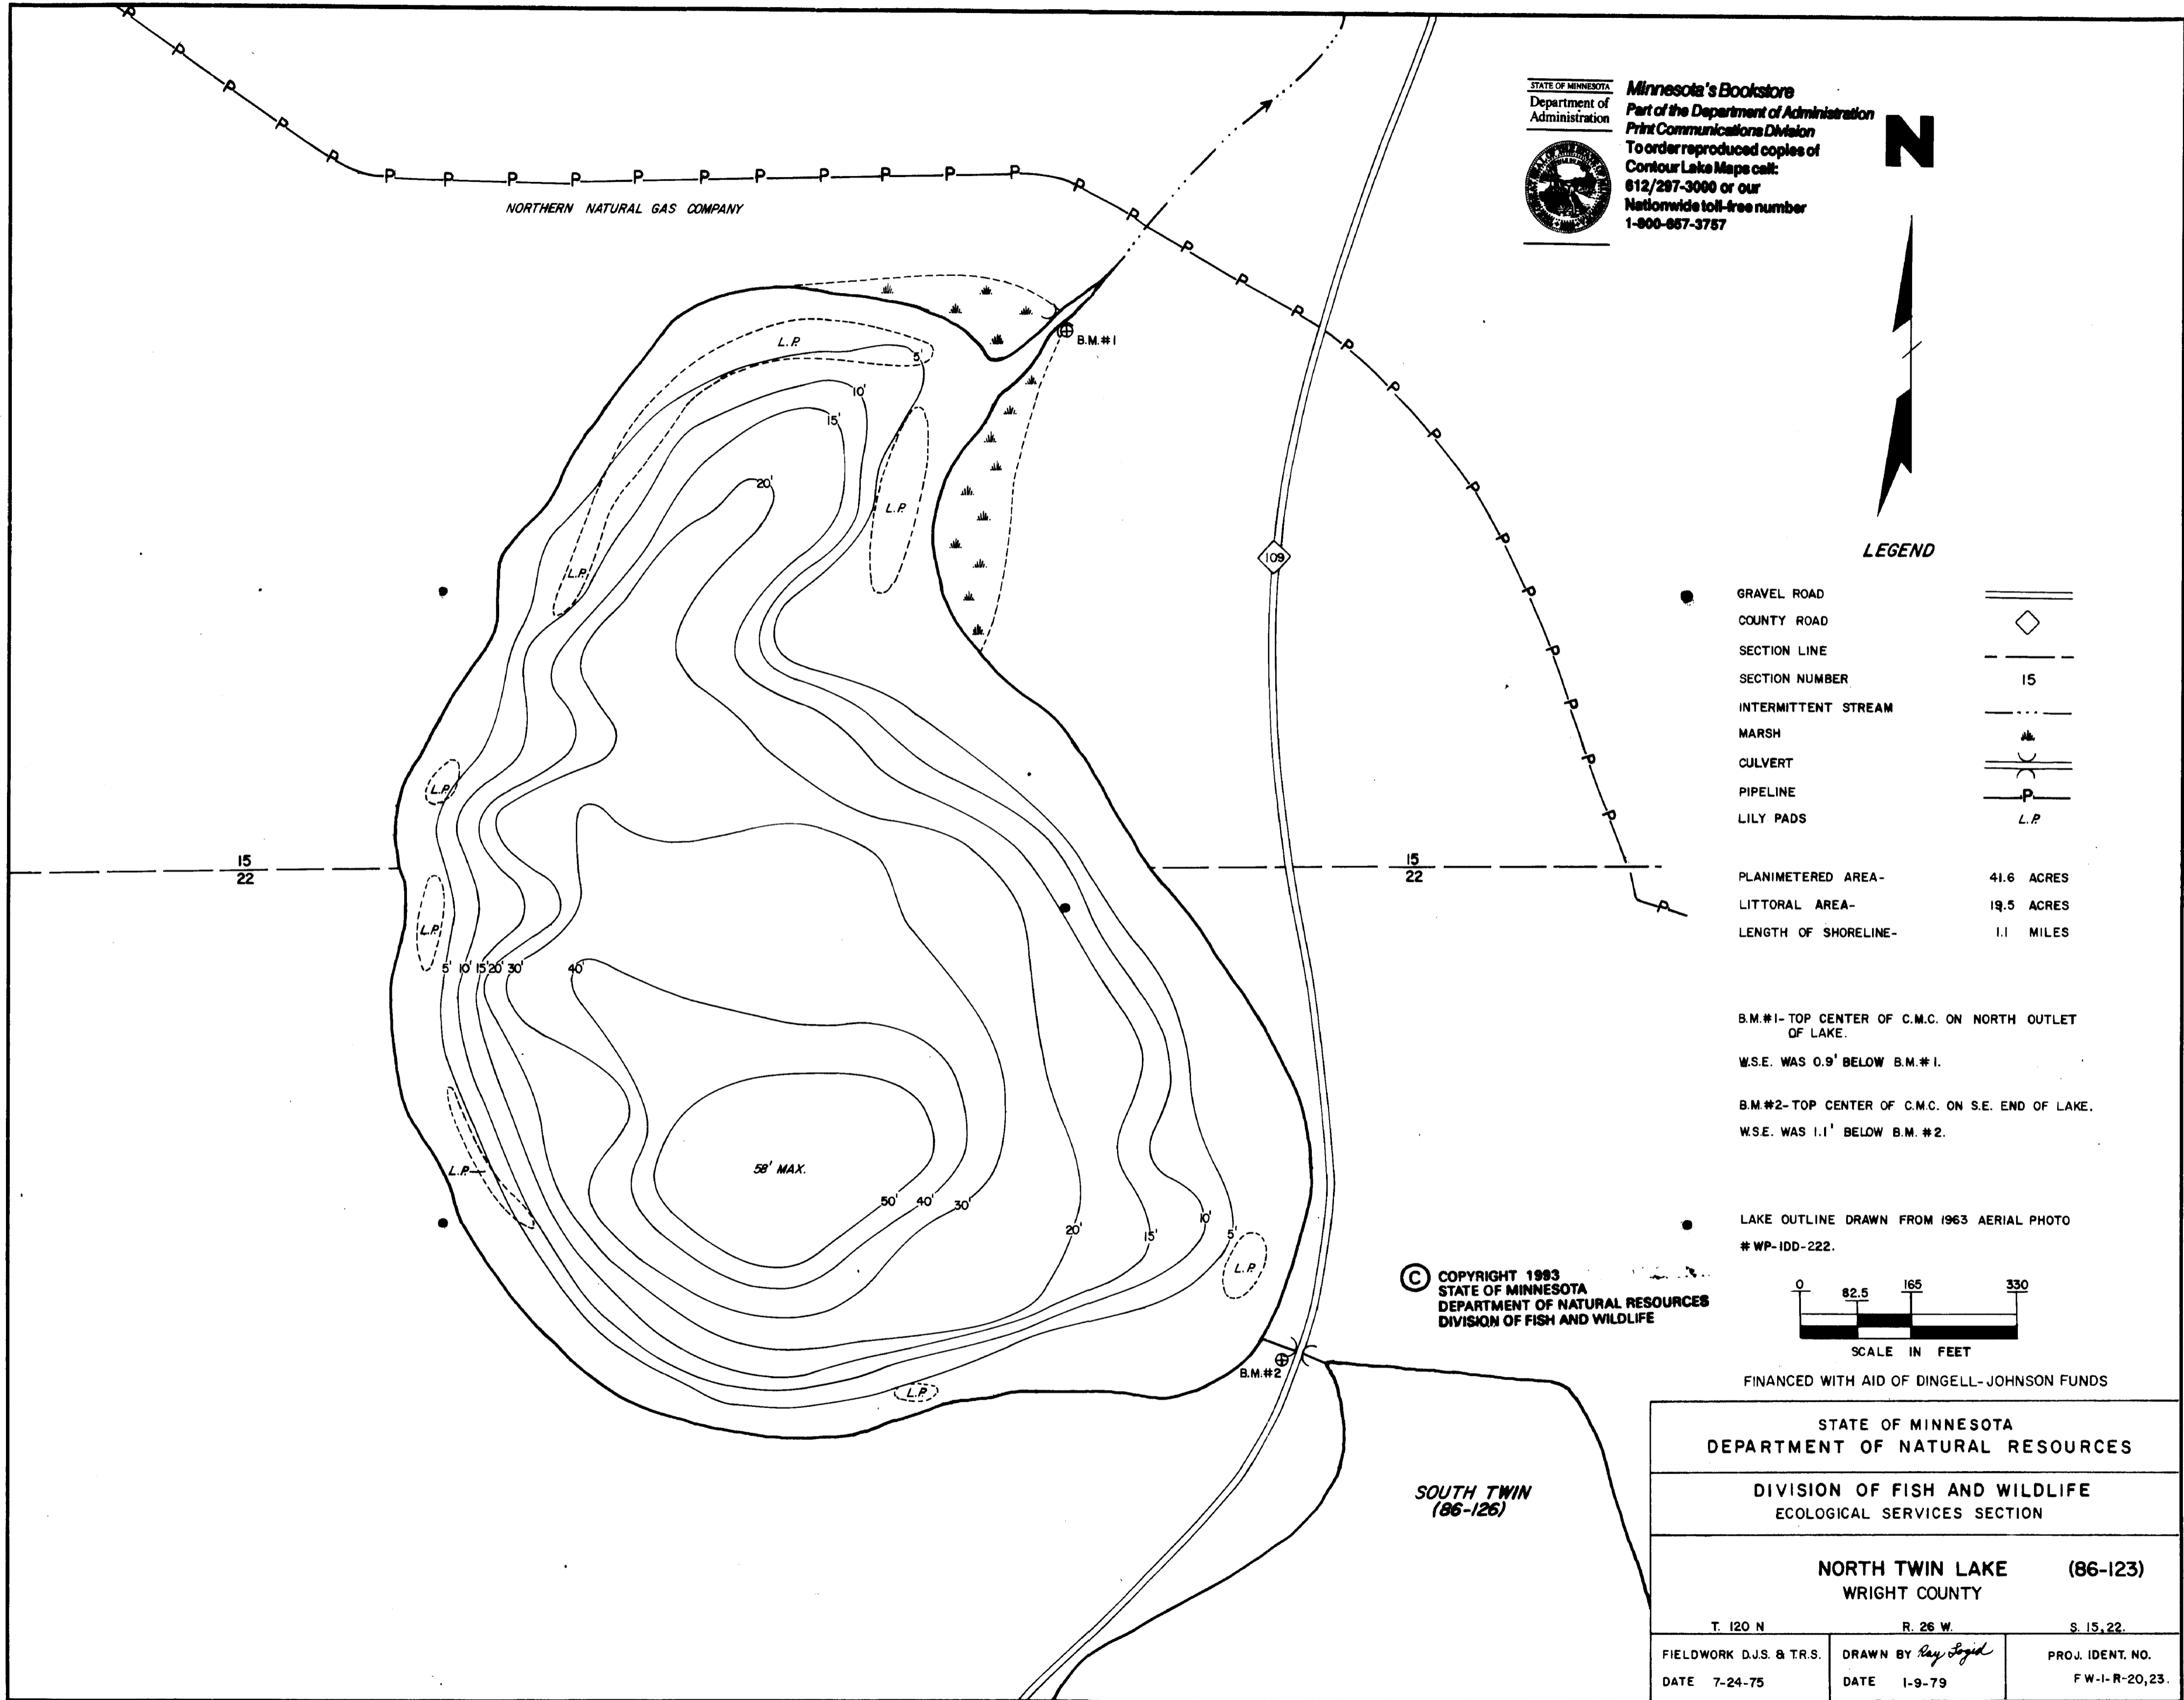 STATE OF MINNESOTA
Department of
Administration
Minnesota's Bookstore
Part of the Department of Administration
Print Communications Division
To order reproduced copies of
Contour Lake Maps call:
612/297-3000 or our
Nationwide toll-free number
1-800-657-3757
N
P P P P P
P P P P P P P P P P P P P P P P
NORTHERN NATURAL GAS COMPANY
B.M.#1
L.P.
5'
10'
15'
20'
L.P.
L.P.
109
L.P.
15
22
15
22
L.P.
5' 10' 15' 20' 30' 40'
L.P.
58' MAX.
50' 40' 30' 20' 15' 10' 5'
L.P.
L.P.
B.M.#2
SOUTH TWIN
(86-126)
P P P P P P P P P P P
LEGEND
GRAVEL ROAD
COUNTY ROAD
SECTION LINE
SECTION NUMBER 15
INTERMITTENT STREAM
MARSH
CULVERT
PIPELINE P
LILY PADS L.P.
PLANIMETERED AREA- 41.6 ACRES
LITTORAL AREA- 19.5 ACRES
LENGTH OF SHORELINE- 1.1 MILES
B.M.#1- TOP CENTER OF C.M.C. ON NORTH OUTLET
OF LAKE.
W.S.E. WAS 0.9' BELOW B.M.#1.
B.M.#2- TOP CENTER OF C.M.C. ON S.E. END OF LAKE.
W.S.E. WAS 1.1' BELOW B.M.#2.
LAKE OUTLINE DRAWN FROM 1963 AERIAL PHOTO
# WP-1DD-222.
© COPYRIGHT 1993
STATE OF MINNESOTA
DEPARTMENT OF NATURAL RESOURCES
DIVISION OF FISH AND WILDLIFE
0 82.5 165 330
SCALE IN FEET
FINANCED WITH AID OF DINGELL-JOHNSON FUNDS
STATE OF MINNESOTA
DEPARTMENT OF NATURAL RESOURCES
DIVISION OF FISH AND WILDLIFE
ECOLOGICAL SERVICES SECTION
NORTH TWIN LAKE (86-123)
WRIGHT COUNTY
T. 120 N R. 26 W. S. 15,22.
FIELDWORK D.J.S. & T.R.S.
DATE 7-24-75
DRAWN BY Ray
DATE 1-9-79
PROJ. IDENT. NO.
F W-1-R-20,23.